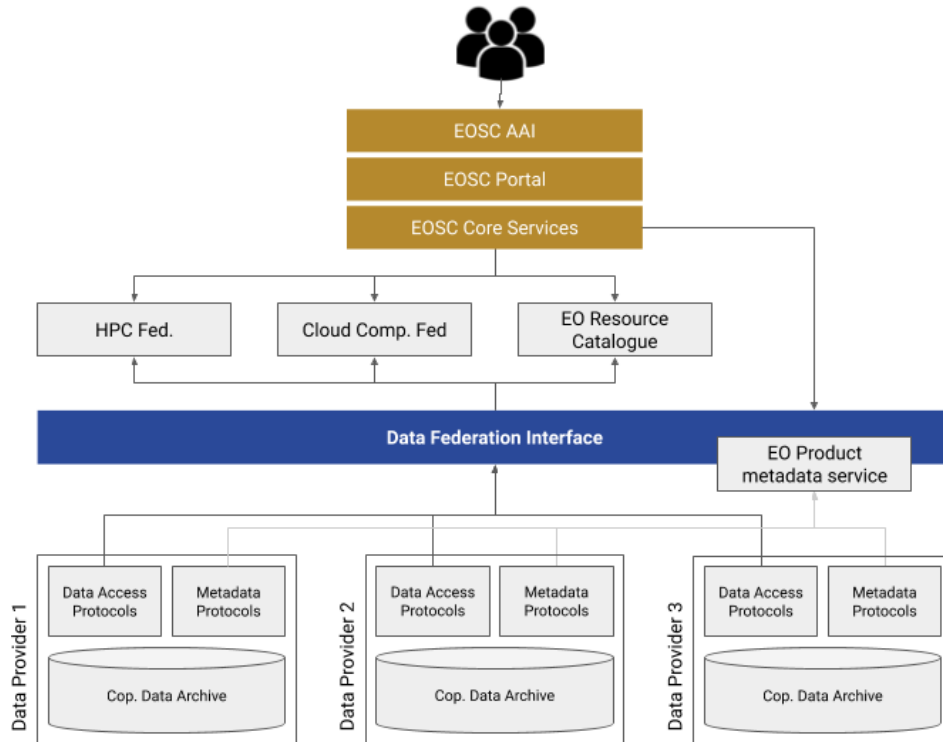 EOSC AAI
EOSC Portal
EOSC Core Services
HPC Fed.
Cloud Comp. Fed
EO Resource
Catalogue
Data Federation Interface
EO Product
metadata service
Data Provider 1
Data Access
Protocols
Metadata
Protocols
Cop. Data Archive
Data Provider 2
Data Access
Protocols
Metadata
Protocols
Cop. Data Archive
Data Provider 3
Data Access
Protocols
Metadata
Protocols
Cop. Data Archive